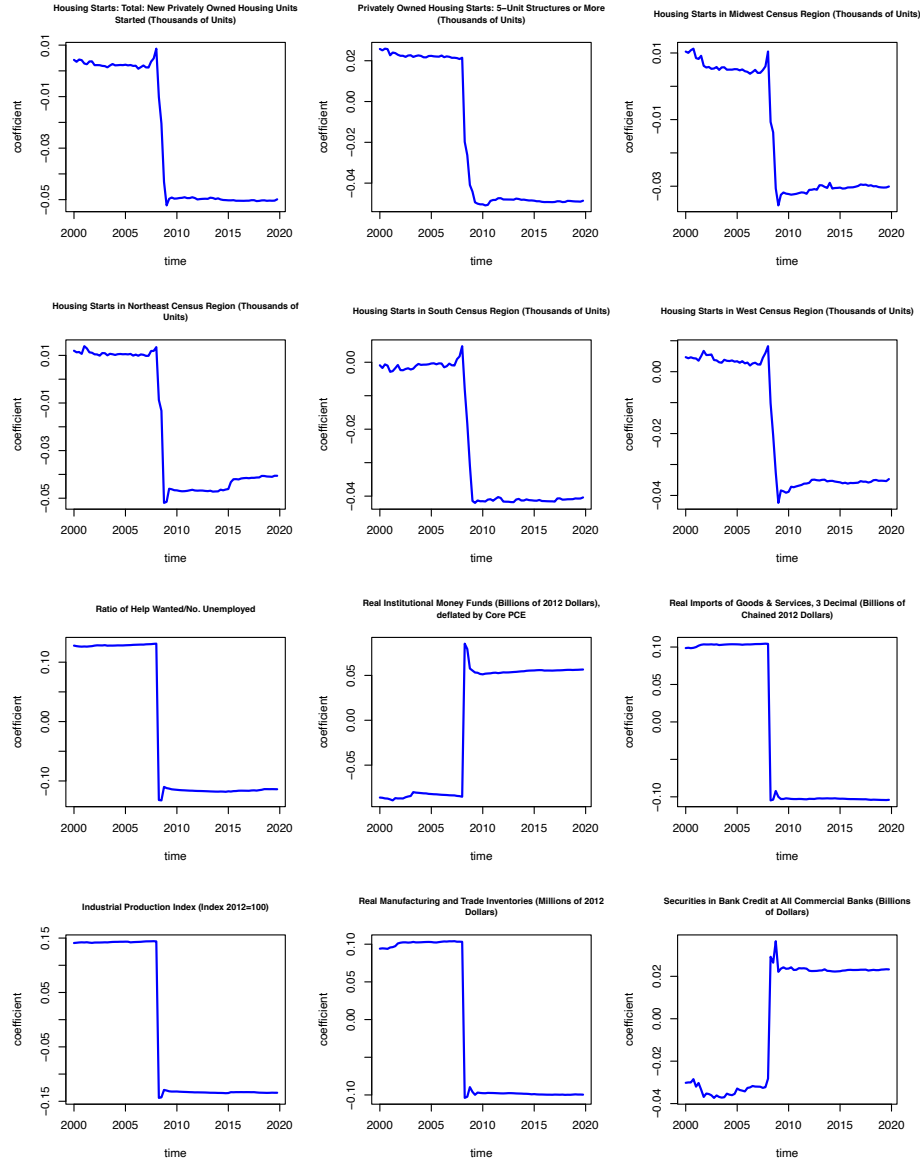 Housing Starts: Total: New Privately Owned Housing Units
Started (Thousands of Units)
coefficient
0.01
−0.01
−0.03
−0.05
2000 2005 2010 2015 2020
time
Privately Owned Housing Starts: 5−Unit Structures or More
(Thousands of Units)
coefficient
0.02
0.00
−0.02
−0.04
2000 2005 2010 2015 2020
time
Housing Starts in Midwest Census Region (Thousands of Units)
coefficient
0.01
−0.01
−0.03
2000 2005 2010 2015 2020
time
Housing Starts in Northeast Census Region (Thousands of
Units)
coefficient
0.01
−0.01
−0.03
−0.05
2000 2005 2010 2015 2020
time
Housing Starts in South Census Region (Thousands of Units)
coefficient
0.00
−0.02
−0.04
2000 2005 2010 2015 2020
time
Housing Starts in West Census Region (Thousands of Units)
coefficient
0.00
−0.02
−0.04
2000 2005 2010 2015 2020
time
Ratio of Help Wanted/No. Unemployed
coefficient
0.10
0.00
−0.10
2000 2005 2010 2015 2020
time
Real Institutional Money Funds (Billions of 2012 Dollars),
deflated by Core PCE
coefficient
0.05
0.00
−0.05
2000 2005 2010 2015 2020
time
Real Imports of Goods & Services, 3 Decimal (Billions of
Chained 2012 Dollars)
coefficient
0.10
0.05
0.00
−0.10
2000 2005 2010 2015 2020
time
Industrial Production Index (Index 2012=100)
coefficient
0.15
0.05
−0.05
−0.15
2000 2005 2010 2015 2020
time
Real Manufacturing and Trade Inventories (Millions of 2012
Dollars)
coefficient
0.10
0.05
0.00
−0.10
2000 2005 2010 2015 2020
time
Securities in Bank Credit at All Commercial Banks (Billions
of Dollars)
coefficient
0.02
0.00
−0.02
−0.04
2000 2005 2010 2015 2020
time